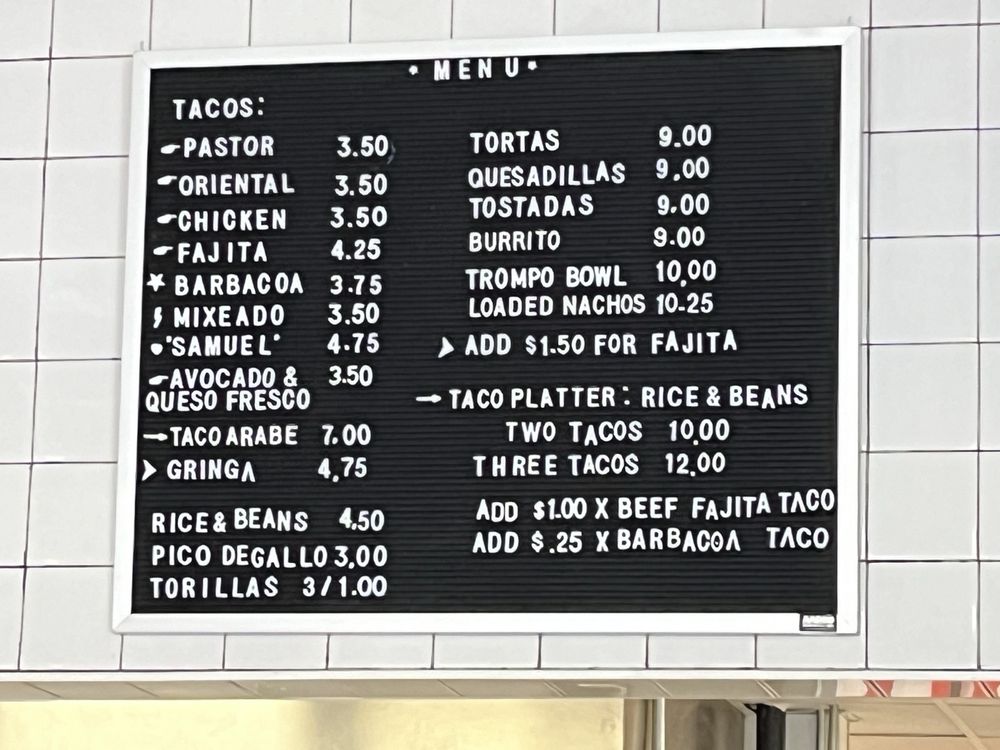 MENU
TACOS:
PASTOR 3.50
ORIENTAL 3.50
CHICKEN 3.50
FAJITA 4.25
BARBACOA 3.75
MIXEADO 3.50
"SAMUEL" 4.75
AVOCADO & 3.50
QUESO FRESCO
TACO ARABE 7.00
GRINGA 4.75
RICE & BEANS 4.50
PICO DEGALLO 3.00
TORILLAS 3/1.00
TORTAS 9.00
QUESADILLAS 9.00
TOSTADAS 9.00
BURRITO 9.00
TROMPO BOWL 10.00
LOADED NACHOS 10-25
ADD $1.50 FOR FAJITA
TACO PLATTER: RICE & BEANS
TWO TACOS 10.00
THREE TACOS 12.00
ADD $1.00 X BEEF FAJITA TACO
ADD $.25 X BARBACOA TACO